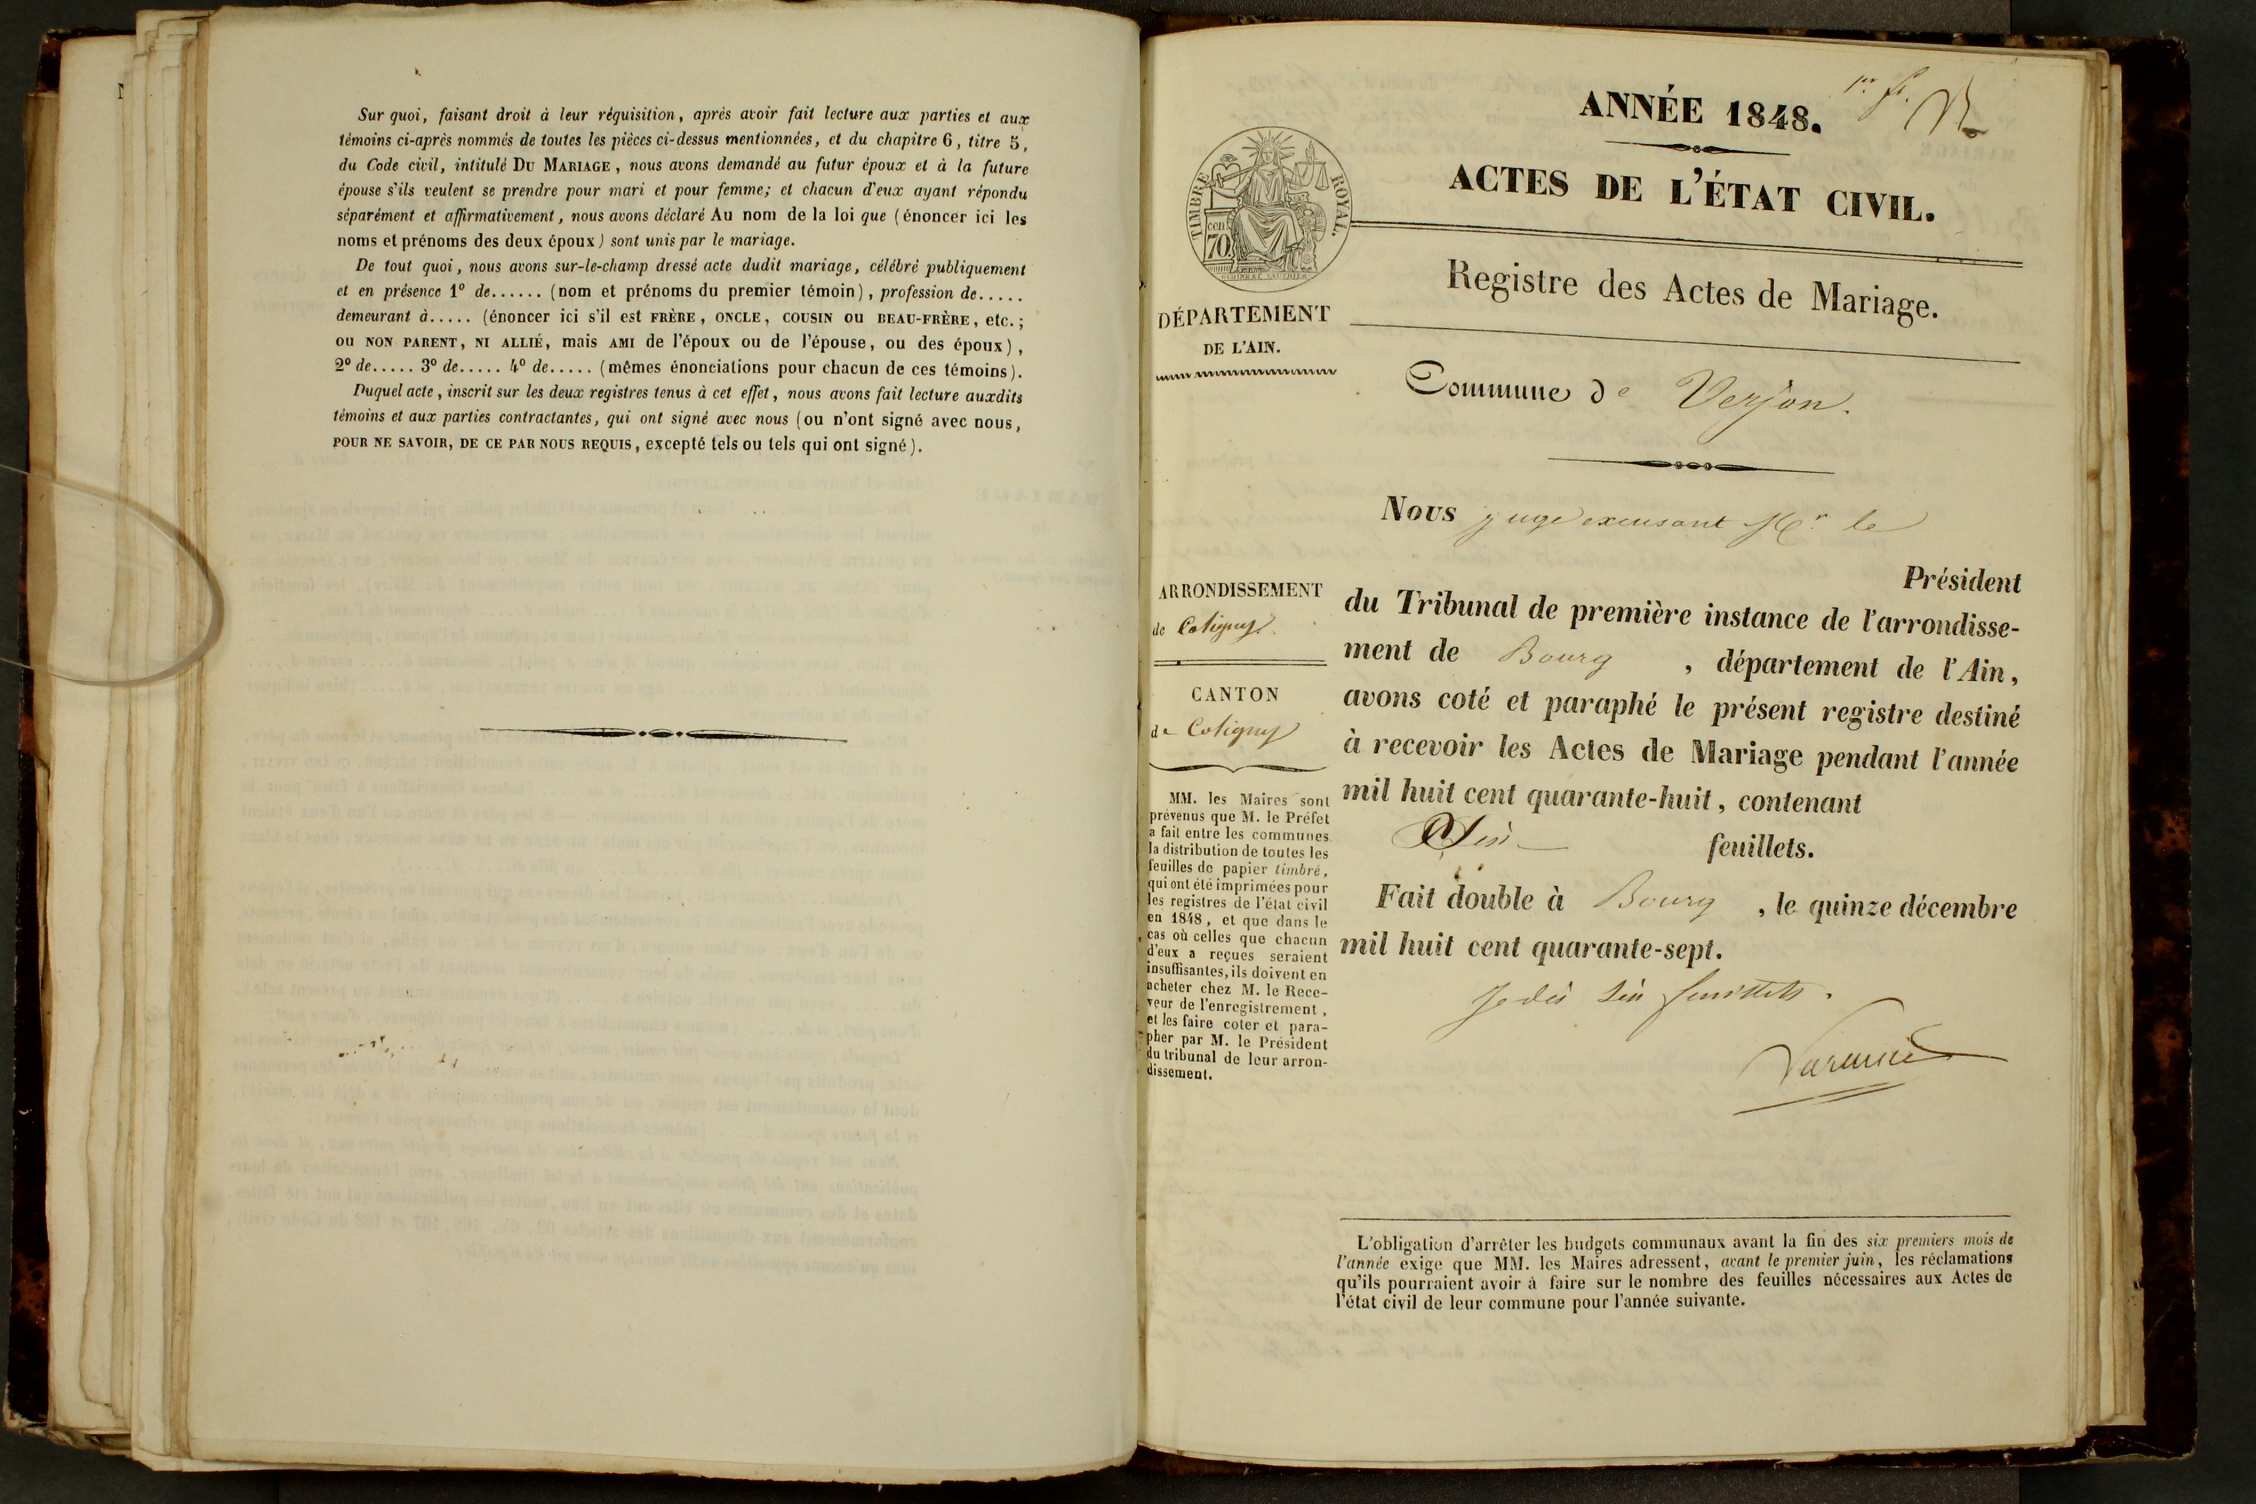 Sur quoi, faisant droit à leur réquisition, après avoir fait lecture aux parties et aux
témoins ci-après nommés de toutes les pièces ci-dessus mentionnées, et du chapitre 6, titre 5,
du Code civil, intitulé DU MARIAGE, nous avons demandé au futur époux et à la future
épouse s'ils veulent se prendre pour mari et pour femme; et chacun d'eux ayant répondu
séparément et affirmativement, nous avons déclaré Au nom de la loi que (énoncer ici les
noms et prénoms des deux époux) sont unis par le mariage.
De tout quoi, nous avons sur-le-champ dressé acte dudit mariage, célébré publiquement
et en présence 1º de...... (nom et prénoms du premier témoin), profession de.....
demeurant à..... (énoncer ici s'il est FRÈRE, ONCLE, COUSIN OU BEAU-FRÈRE, etc.;
OU NON PARENT, NI ALLIÉ, mais AMI de l'époux ou de l'épouse, ou des époux),
2º de..... 3º de..... 4º de..... (mêmes énonciations pour chacun de ces témoins).
Duquel acte, inscrit sur les deux registres tenus à cet effet, nous avons fait lecture auxdits
témoins et aux parties contractantes, qui ont signé avec nous (ou n'ont signé avec nous,
POUR NE SAVOIR, DE CE PAR NOUS REQUIS, excepté tels ou tels qui ont signé).
1er ft.
ANNÉE 1848.
ACTES DE L'ÉTAT CIVIL.
TIMBRE ROYAL.
cent.
70.
Registre des Actes de Mariage.
DÉPARTEMENT
DE L'AIN.
Commune de Verjon.
Nous juge excusant Mr. le
Président
du Tribunal de première instance de l'arrondisse-
ment de Bourg , département de l'Ain,
avons coté et paraphé le présent registre destiné
à recevoir les Actes de Mariage pendant l'année
mil huit cent quarante-huit, contenant
Six feuillets.
Fait double à Bourg , le quinze décembre
mil huit cent quarante-sept.
Je dis six feuillets.
ARRONDISSEMENT
de Coligny.
CANTON
de Coligny
MM. les Maires sont
prévenus que M. le Préfet
a fait entre les communes
la distribution de toutes les
feuilles de papier timbré,
qui ont été imprimées pour
les registres de l'état civil
en 1848, et que dans le
cas où celles que chacun
d'eux a reçues seraient
insuffisantes, ils doivent en
acheter chez M. le Rece-
veur de l'enregistrement,
et les faire coter et para-
pher par M. le Président
du tribunal de leur arron-
dissement.
L'obligation d'arrêter les budgets communaux avant la fin des six premiers mois de
l'année exige que MM. les Maires adressent, avant le premier juin, les réclamations
qu'ils pourraient avoir à faire sur le nombre des feuilles nécessaires aux Actes de
l'état civil de leur commune pour l'année suivante.